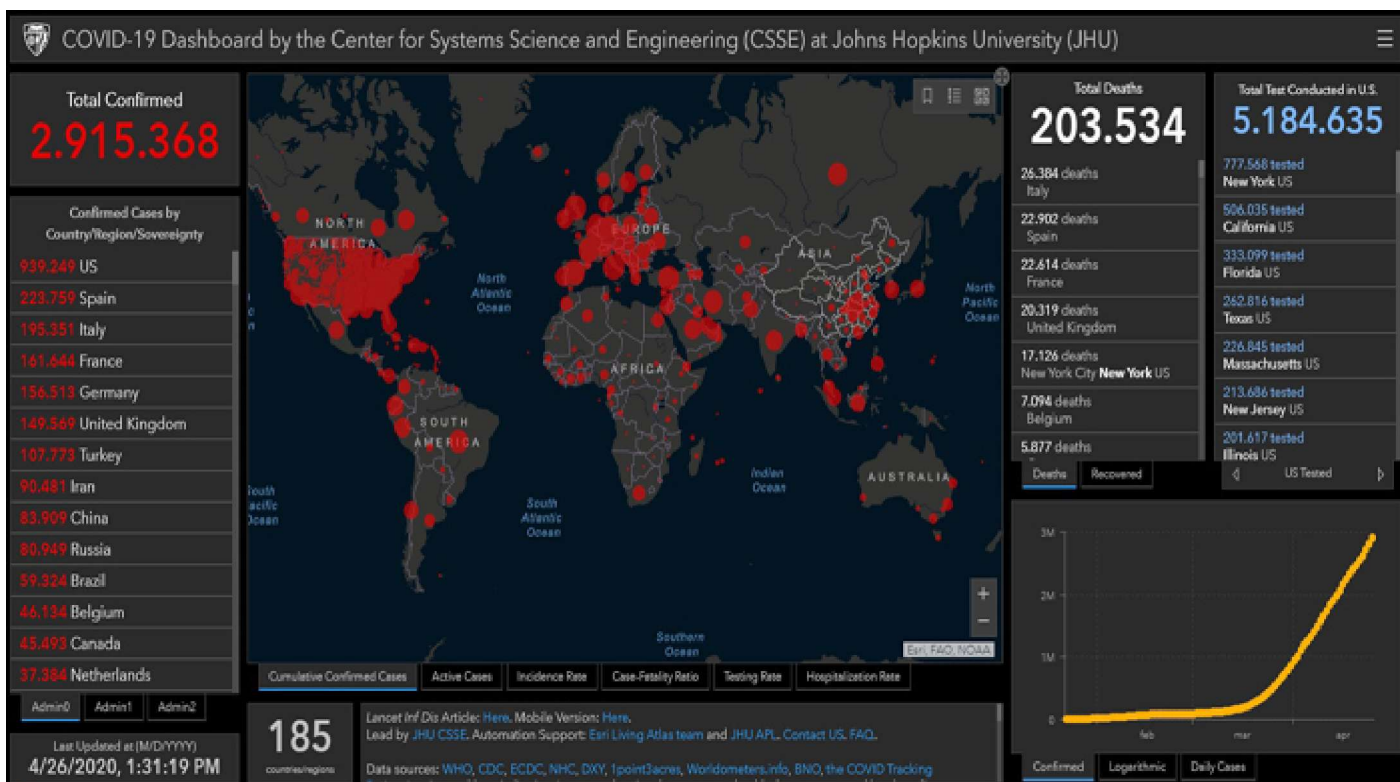 COVID-19 Dashboard by the Center for Systems Science and Engineering (CSSE) at Johns Hopkins University (JHU)
Total Confirmed
2.915.368
Confirmed Cases by
Country/Region/Sovereignty
939.249 US
223.759 Spain
195.351 Italy
161.644 France
156.513 Germany
149.569 United Kingdom
107.773 Turkey
90.481 Iran
83.909 China
80.949 Russia
59.324 Brazil
46.134 Belgium
45.493 Canada
37.384 Netherlands
Admin0
Admin1
Admin2
Last Updated at (M/D/YYYY)
4/26/2020, 1:31:19 PM
NORTH
AMERICA
EUROPE
ASIA
North
Atlantic
Ocean
North
Pacific
Ocean
AFRICA
SOUTH
AMERICA
Indian
Ocean
AUSTRALIA
South
Atlantic
Ocean
Southern
Ocean
+
−
Esri, FAO, NOAA
Cumulative Confirmed Cases
Active Cases
Incidence Rate
Case-Fatality Ratio
Testing Rate
Hospitalization Rate
185
countries/regions
Lancet Inf Dis Article: Here. Mobile Version: Here.
Lead by JHU CSSE. Automation Support: Esri Living Atlas team and JHU APL. Contact US. FAQ.
Data sources: WHO, CDC, ECDC, NHC, DXY, 1point3acres, Worldometers.info, BNO, the COVID Tracking
Total Deaths
203.534
26.384 deaths
Italy
22.902 deaths
Spain
22.614 deaths
France
20.319 deaths
United Kingdom
17.126 deaths
New York City New York US
7.094 deaths
Belgium
5.877 deaths
Deaths
Recovered
Total Test Conducted in U.S.
5.184.635
777.568 tested
New York US
506.035 tested
California US
333.099 tested
Florida US
262.816 tested
Texas US
226.845 tested
Massachusetts US
213.686 tested
New Jersey US
201.617 tested
Illinois US
US Tested
3M
2M
1M
0
feb
mar
apr
Confirmed
Logarithmic
Daily Cases